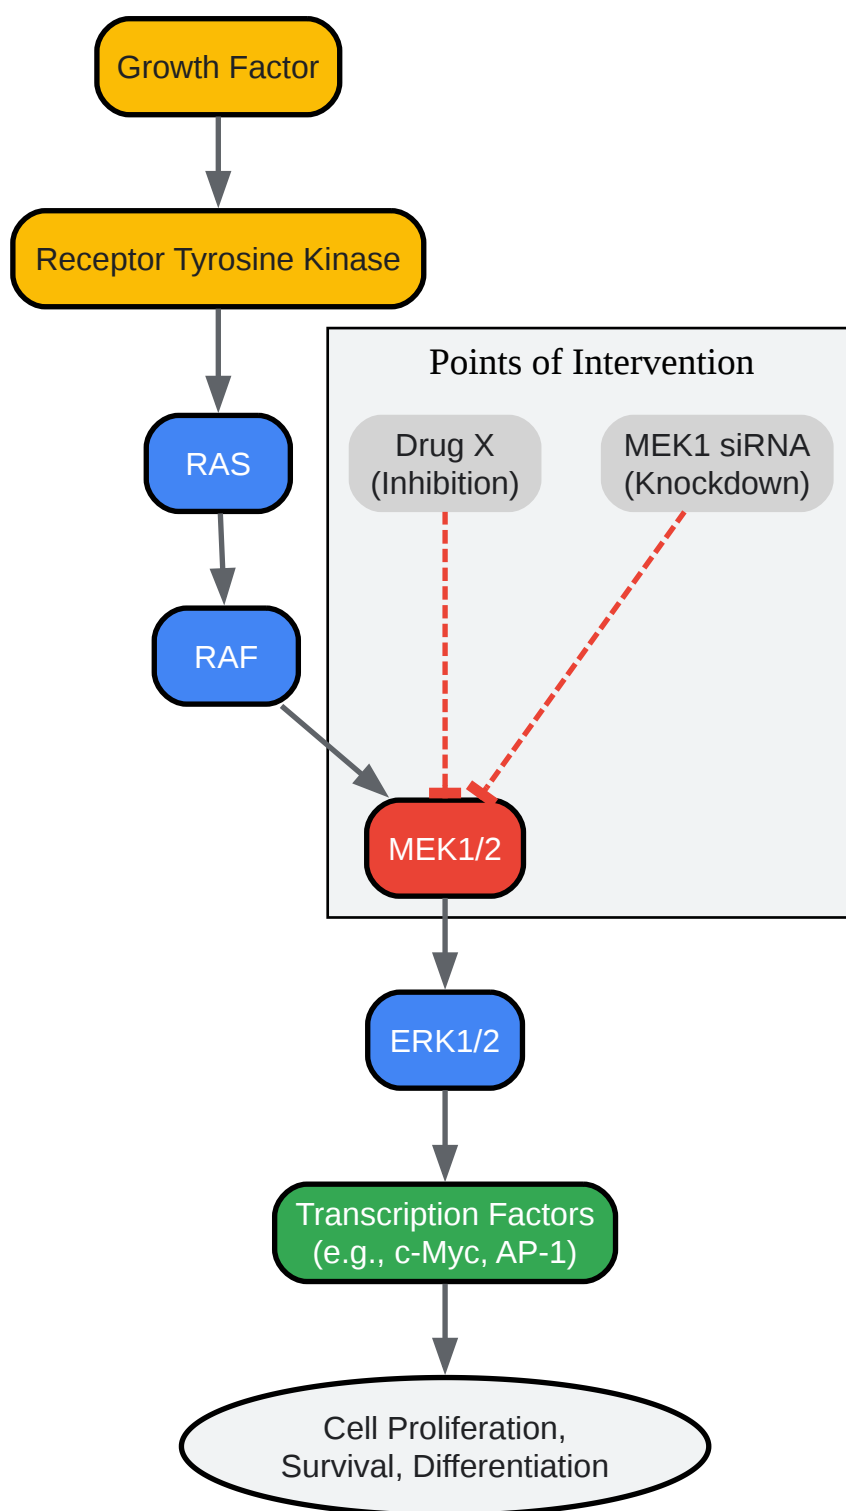 Growth Factor
Receptor Tyrosine Kinase
Points of Intervention
RAS
Drug X
(Inhibition)
MEK1 siRNA
(Knockdown)
RAF
MEK1/2
ERK1/2
Transcription Factors
(e.g., c-Myc, AP-1)
Cell Proliferation,
Survival, Differentiation